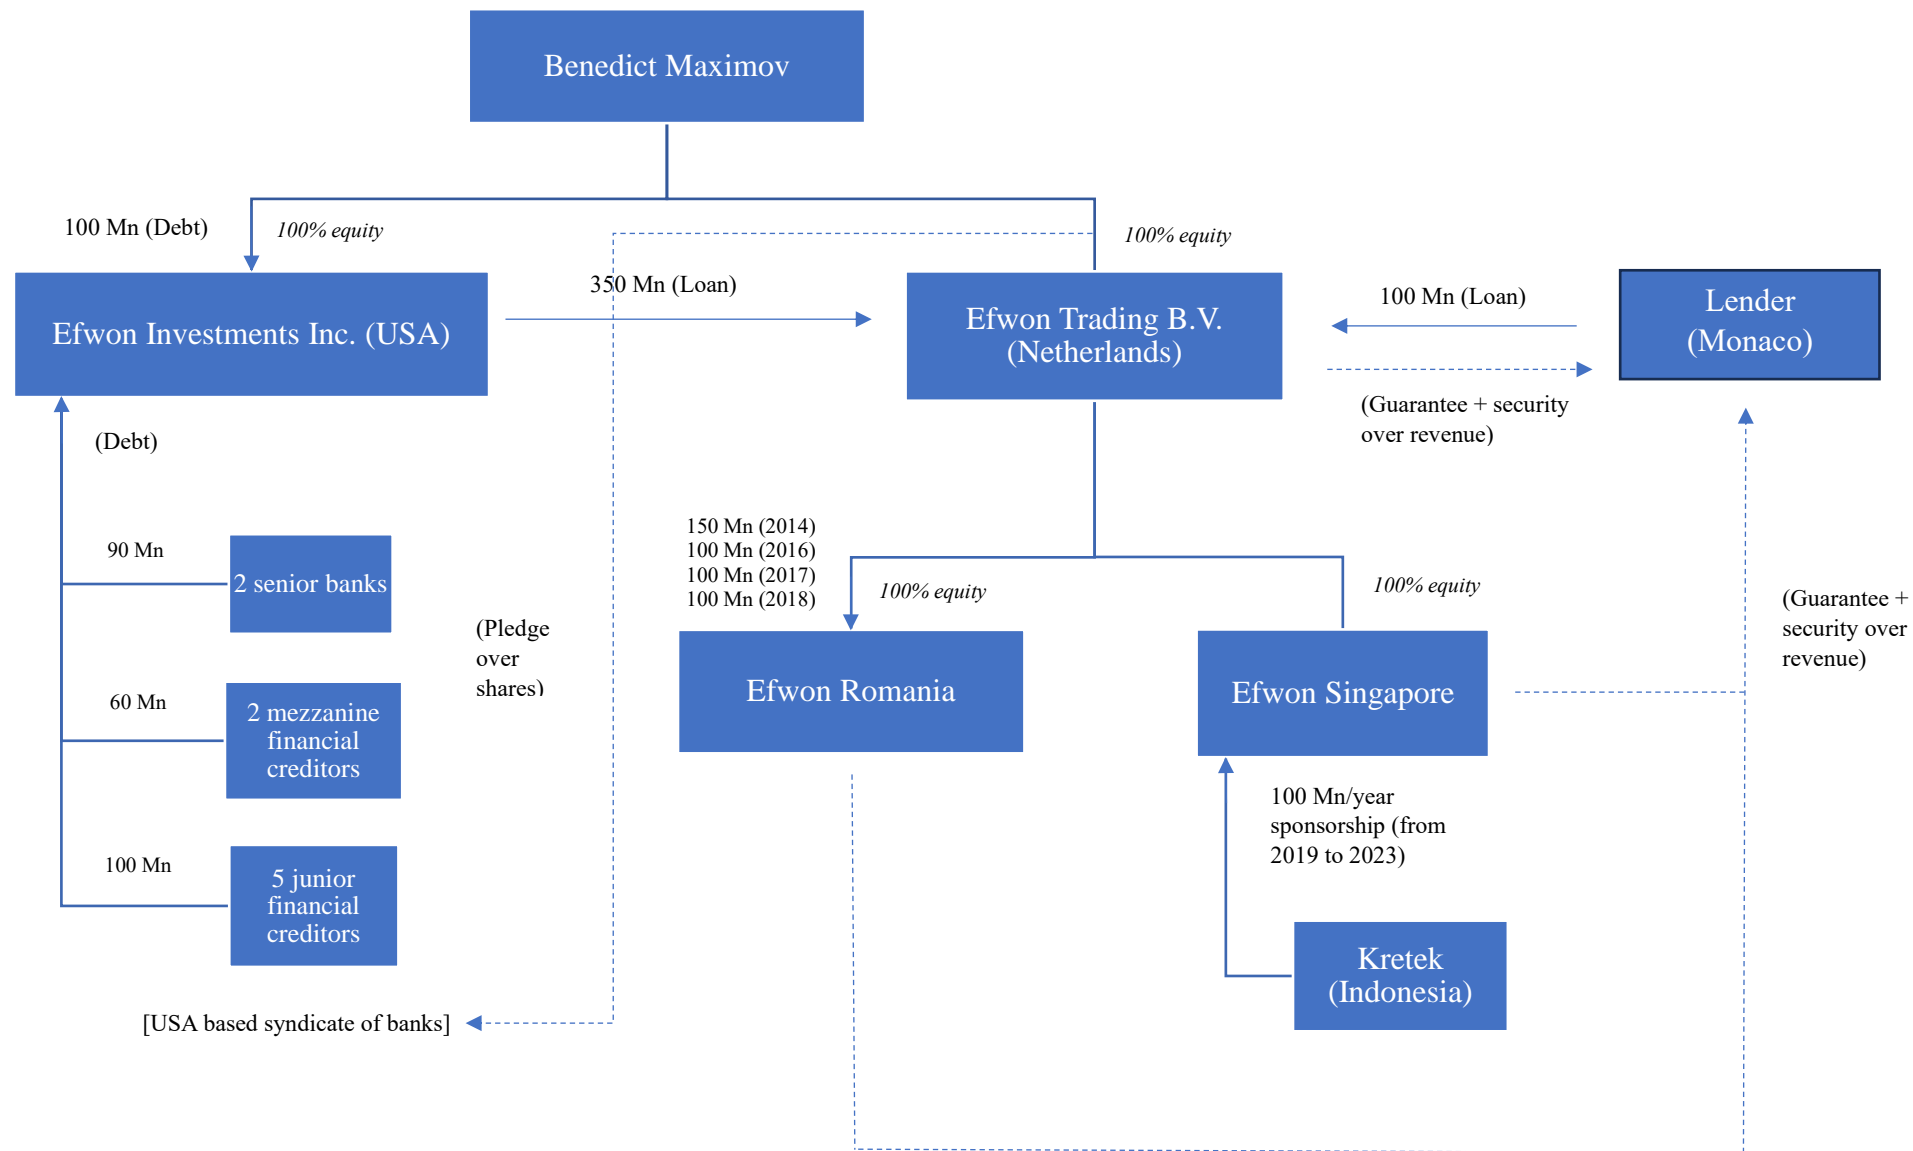 Benedict Maximov
100 Mn (Debt)
100% equity
100% equity
Efwon Investments Inc. (USA)
350 Mn (Loan)
Efwon Trading B.V.
(Netherlands)
100 Mn (Loan)
Lender
(Monaco)
(Guarantee + security
over revenue)
(Debt)
90 Mn
2 senior banks
60 Mn
2 mezzanine
financial
creditors
100 Mn
5 junior
financial
creditors
(Pledge
over
shares)
[USA based syndicate of banks]
150 Mn (2014)
100 Mn (2016)
100 Mn (2017)
100 Mn (2018)
100% equity
100% equity
Efwon Romania
Efwon Singapore
(Guarantee +
security over
revenue)
100 Mn/year
sponsorship (from
2019 to 2023)
Kretek
(Indonesia)